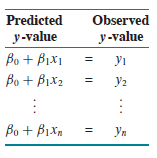 Predicted Observed
y-value y-value
β₀ + β₁x₁ = y₁
β₀ + β₁x₂ = y₂
⋮ ⋮
β₀ + β₁xₙ = yₙ